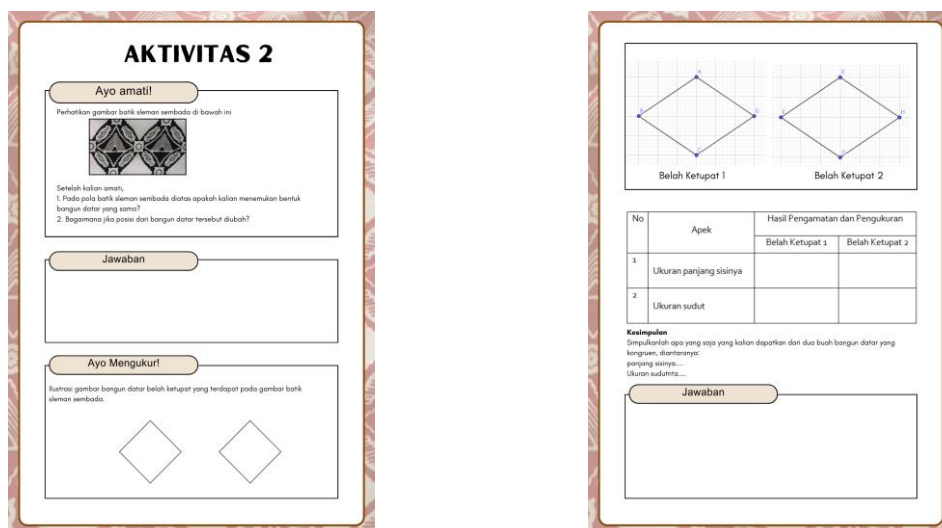 AKTIVITAS 2
Ayo amati!
Perhatikan gambar batik sleman sembada di bawah ini
Setelah kalian amati,
1. Pada pola batik sleman sembada diatas apakah kalian menemukan bentuk
bangun datar yang sama?
2. Bagaimana jika posisi dari bangun datar tersebut diubah?
Jawaban
Ayo Mengukur!
Ilustrasi gambar bangun datar belah ketupat yang terdapat pada gambar batik
sleman sembada.
A
B
D
C
E
F
H
G
Belah Ketupat 1
Belah Ketupat 2
No
Apek
Hasil Pengamatan dan Pengukuran
Belah Ketupat 1
Belah Ketupat 2
1
Ukuran panjang sisinya
2
Ukuran sudut
Kesimpulan
Simpulkanlah apa yang saja yang kalian dapatkan dari dua buah bangun datar yang
kongruen, diantaranya:
panjang sisinya.....
Ukuran sudutnta.....
Jawaban